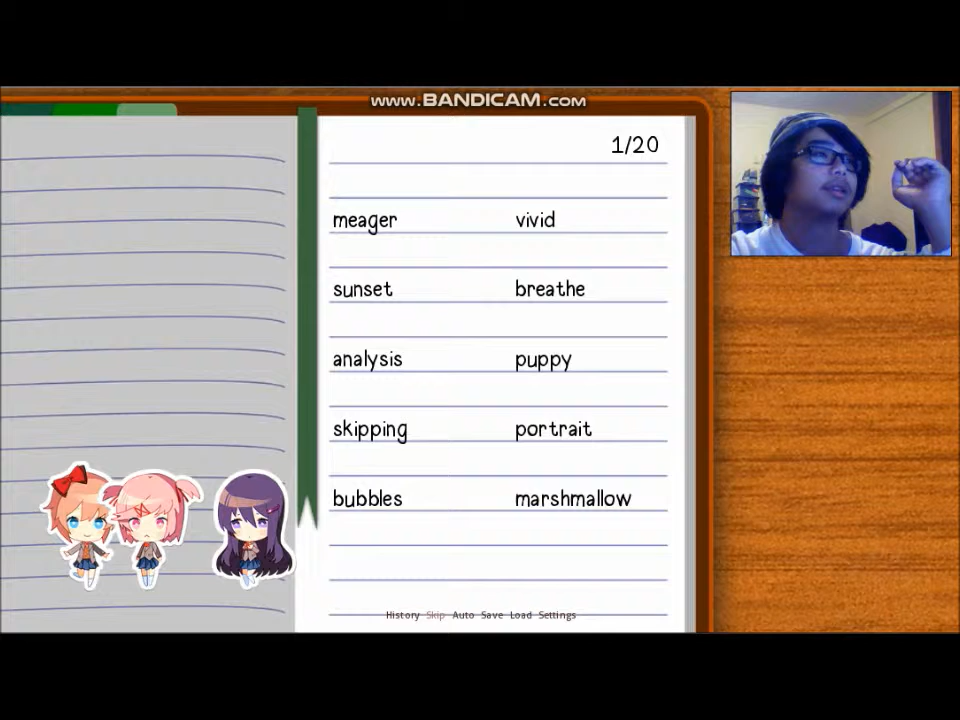 www.BANDICAM.com
1/20
meager vivid
sunset breathe
analysis puppy
skipping portrait
bubbles marshmallow
History Skip Auto Save Load Settings